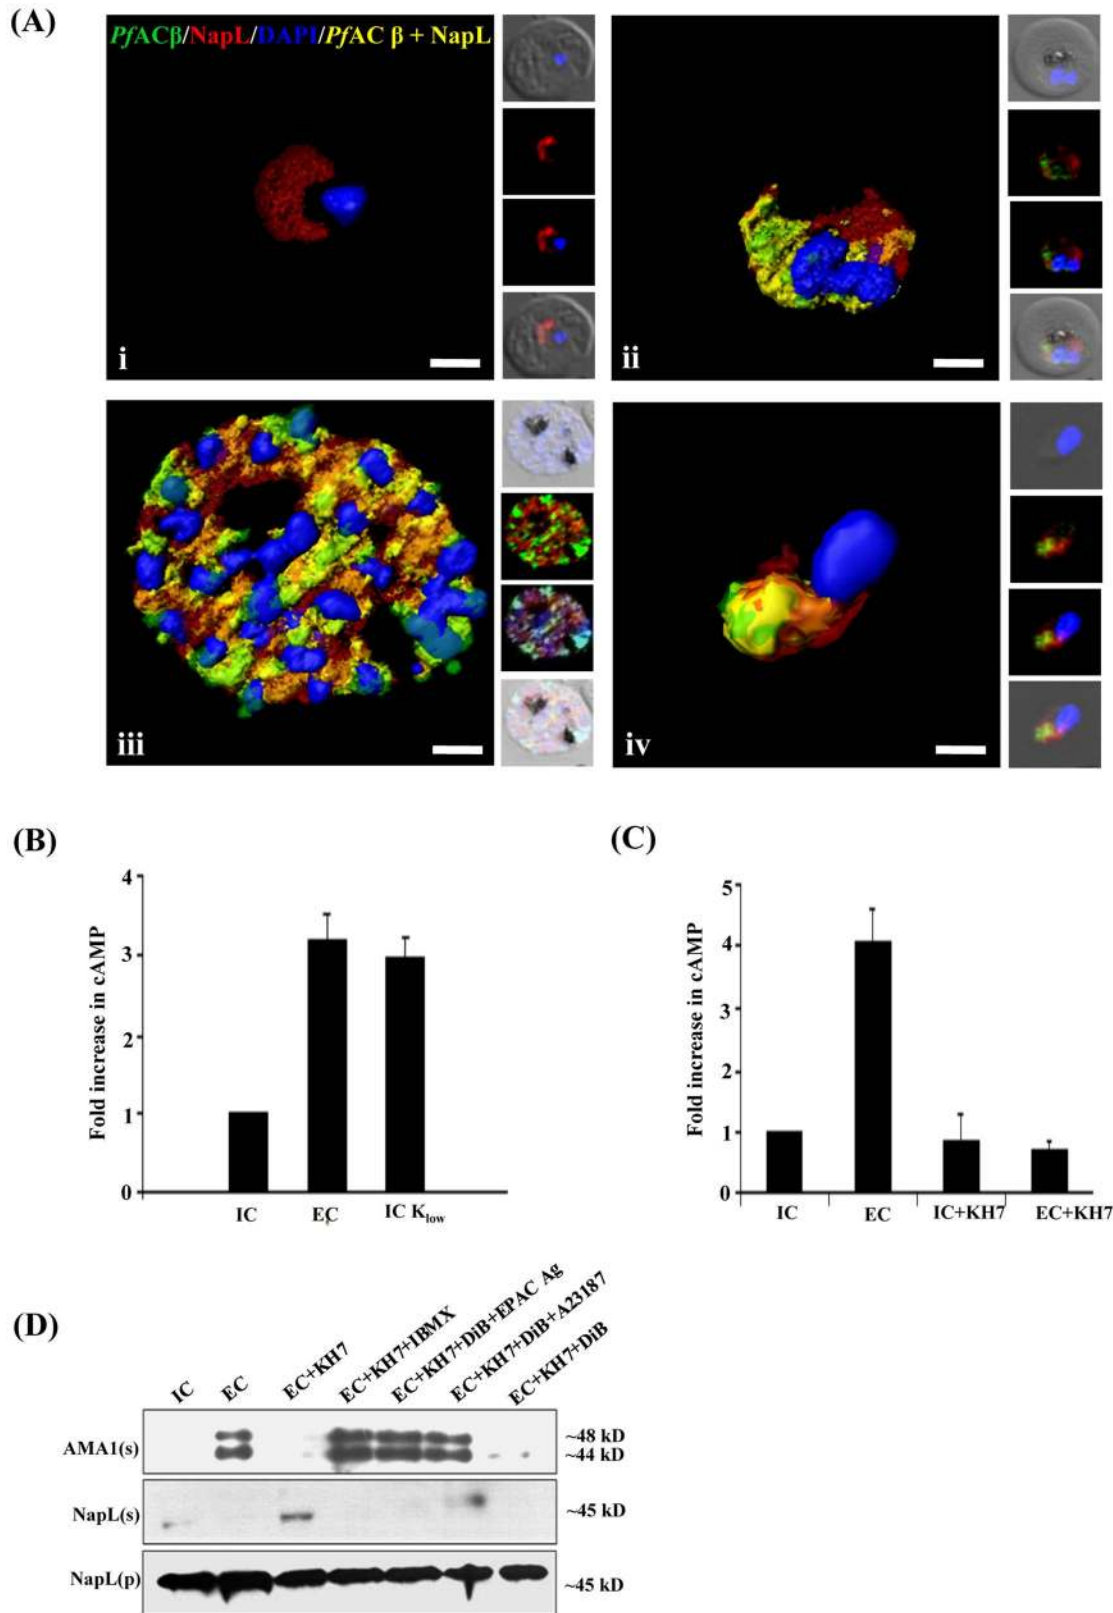 (A)
PfACβ/NapL/DAPI/PfAC β + NapL
i
ii
iii
iv
(B)
Fold increase in cAMP
4
3
2
1
0
IC
EC
IC Klow
(C)
Fold increase in cAMP
5
4
3
2
1
0
IC
EC
IC+KH7
EC+KH7
(D)
IC
EC
EC+KH7
EC+KH7+IBMX
EC+KH7+DiB+EPAC Ag
EC+KH7+DiB+A23187
EC+KH7+DiB
AMA1(s)
~48 kD
~44 kD
NapL(s)
~45 kD
NapL(p)
~45 kD